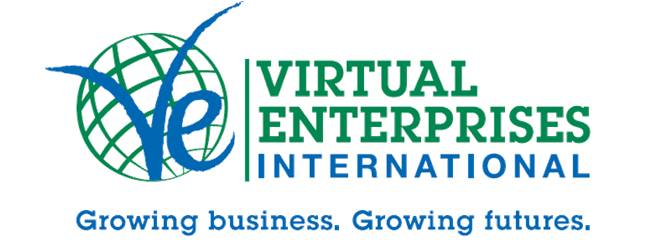 Ve
VIRTUAL
ENTERPRISES
INTERNATIONAL
Growing business. Growing futures.